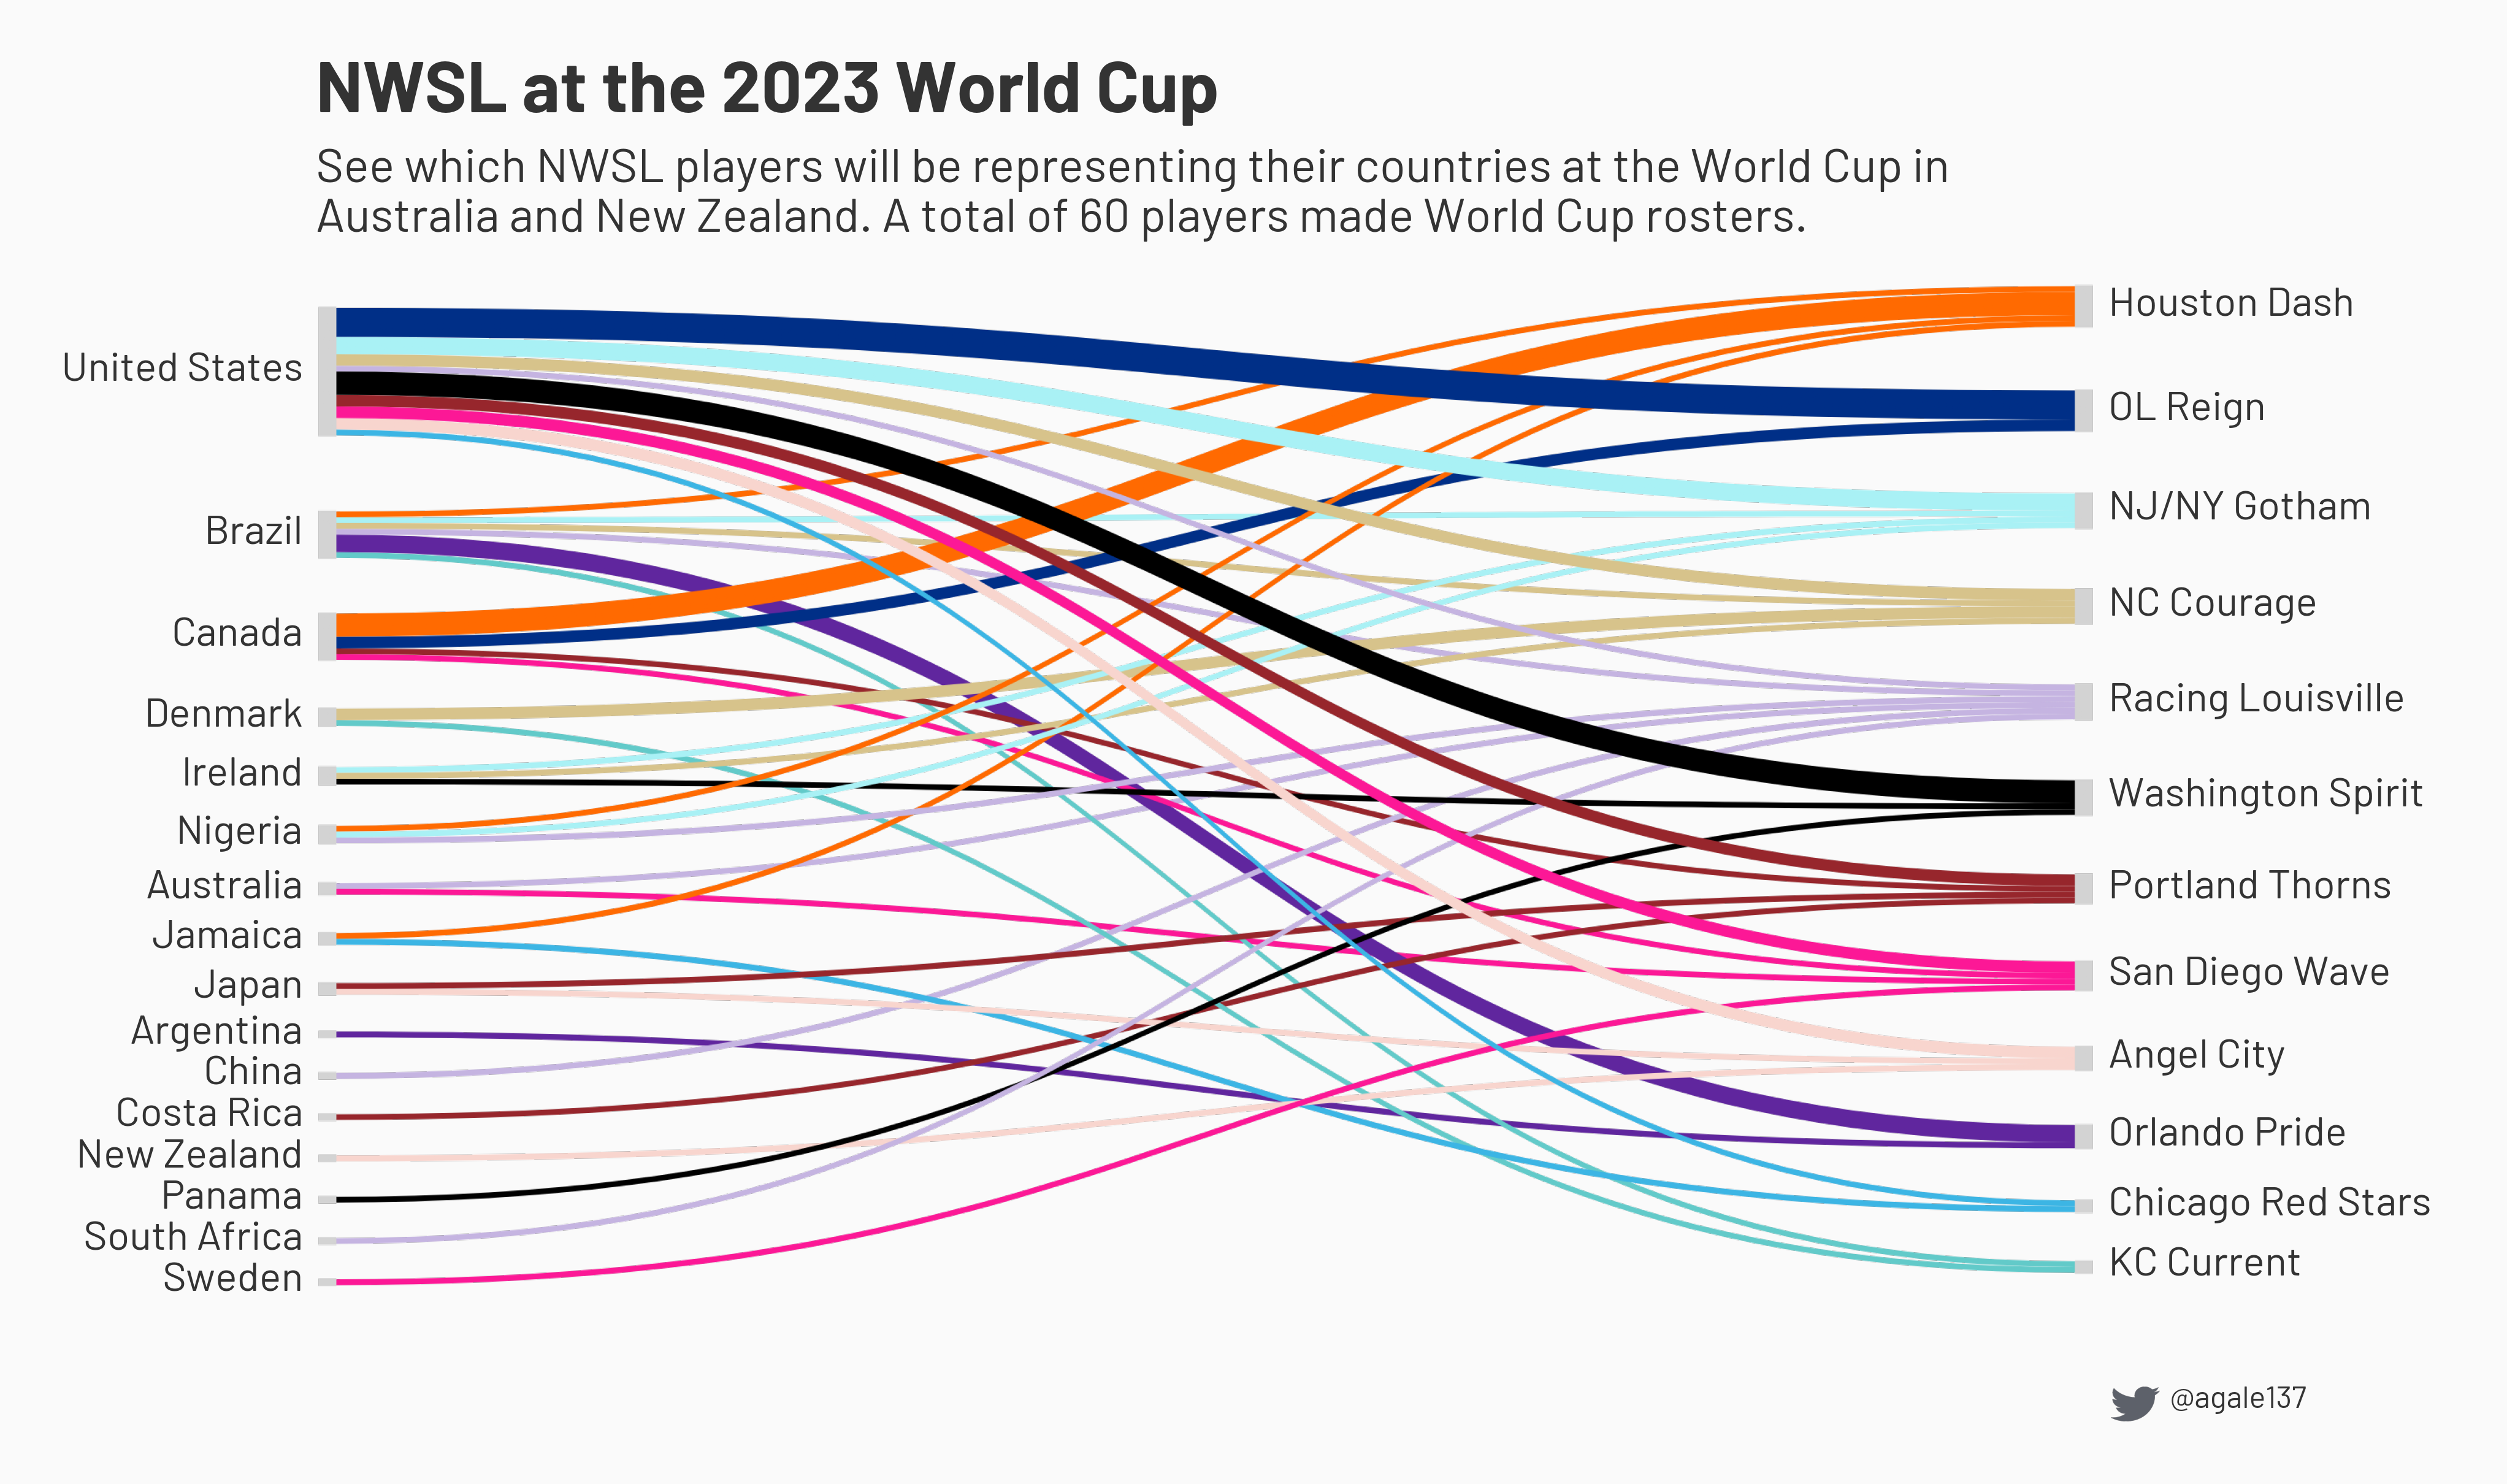 NWSL at the 2023 World Cup
See which NWSL players will be representing their countries at the World Cup in
Australia and New Zealand. A total of 60 players made World Cup rosters.
United States
Brazil
Canada
Denmark
Ireland
Nigeria
Australia
Jamaica
Japan
Argentina
China
Costa Rica
New Zealand
Panama
South Africa
Sweden
Houston Dash
OL Reign
NJ/NY Gotham
NC Courage
Racing Louisville
Washington Spirit
Portland Thorns
San Diego Wave
Angel City
Orlando Pride
Chicago Red Stars
KC Current
@agale137